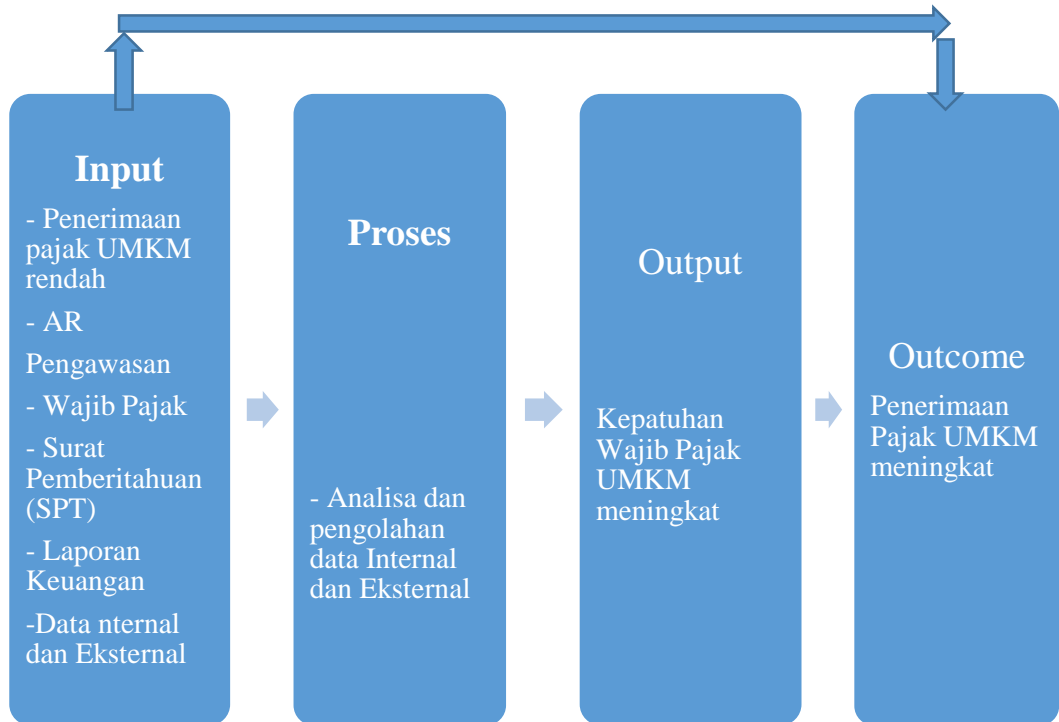 Input
- Penerimaan
pajak UMKM
rendah
- AR
Pengawasan
- Wajib Pajak
- Surat
Pemberitahuan
(SPT)
- Laporan
Keuangan
-Data nternal
dan Eksternal
Proses
- Analisa dan
pengolahan
data Internal
dan Eksternal
Output
Kepatuhan
Wajib Pajak
UMKM
meningkat
Outcome
Penerimaan
Pajak UMKM
meningkat